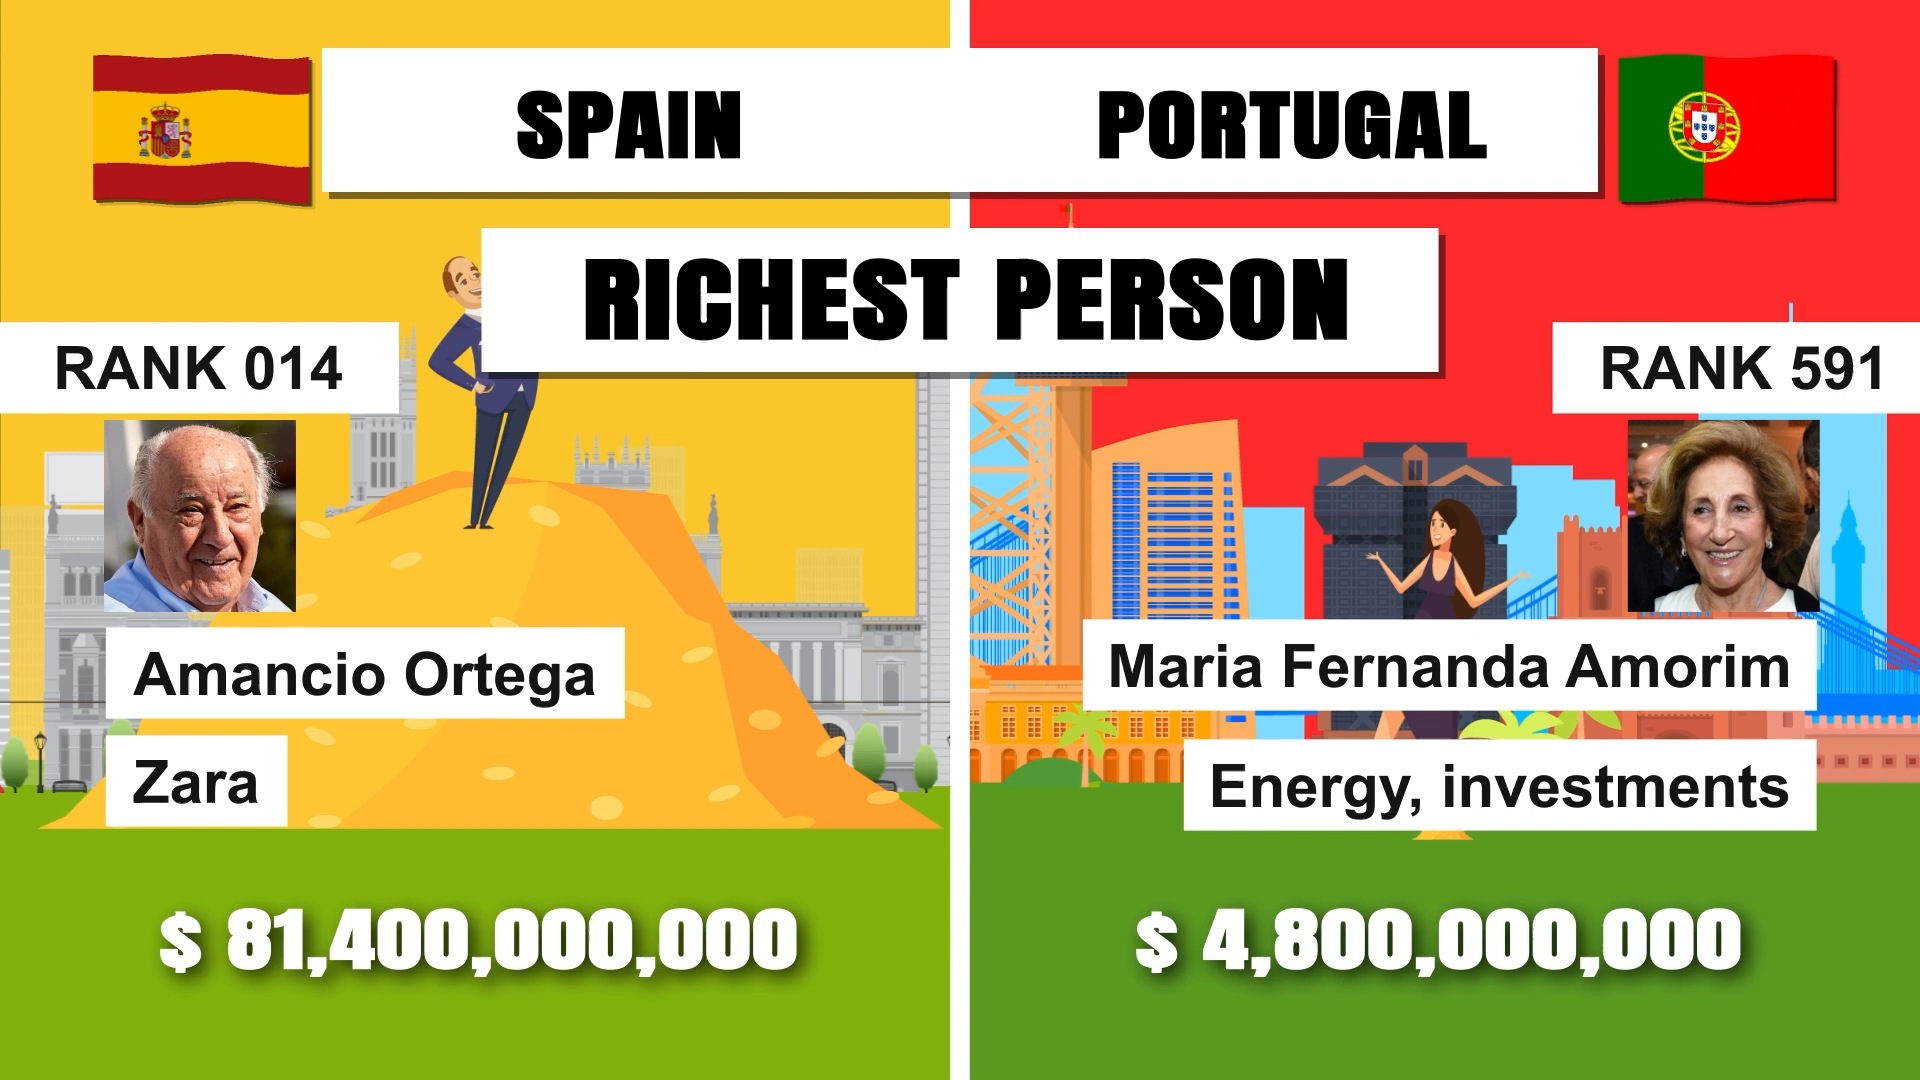 SPAIN
PORTUGAL
RICHEST PERSON
RANK 014
Amancio Ortega
Zara
$ 81,400,000,000
RANK 591
Maria Fernanda Amorim
Energy, investments
$ 4,800,000,000